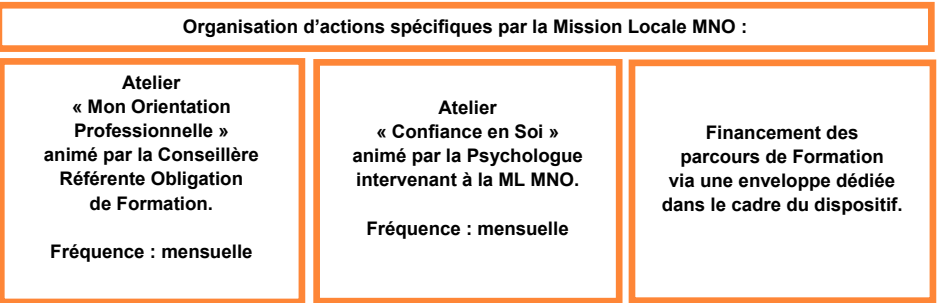 Organisation d’actions spécifiques par la Mission Locale MNO :
Atelier
« Mon Orientation
Professionnelle »
animé par la Conseillère
Référente Obligation
de Formation.
Fréquence : mensuelle
Atelier
« Confiance en Soi »
animé par la Psychologue
intervenant à la ML MNO.
Fréquence : mensuelle
Financement des
parcours de Formation
via une enveloppe dédiée
dans le cadre du dispositif.